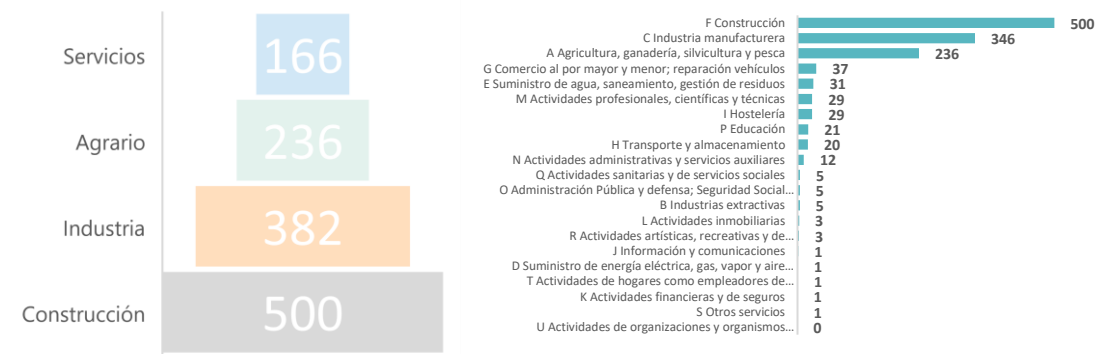 Servicios 166
Agrario 236
Industria 382
Construcción 500
F Construcción 500
C Industria manufacturera 346
A Agricultura, ganadería, silvicultura y pesca 236
G Comercio al por mayor y menor; reparación vehículos 37
E Suministro de agua, saneamiento, gestión de residuos 31
M Actividades profesionales, científicas y técnicas 29
I Hostelería 29
P Educación 21
H Transporte y almacenamiento 20
N Actividades administrativas y servicios auxiliares 12
Q Actividades sanitarias y de servicios sociales 5
O Administración Pública y defensa; Seguridad Social... 5
B Industrias extractivas 5
L Actividades inmobiliarias 3
R Actividades artísticas, recreativas y de... 3
J Información y comunicaciones 1
D Suministro de energía eléctrica, gas, vapor y aire... 1
T Actividades de hogares como empleadores de... 1
K Actividades financieras y de seguros 1
S Otros servicios 1
U Actividades de organizaciones y organismos... 0